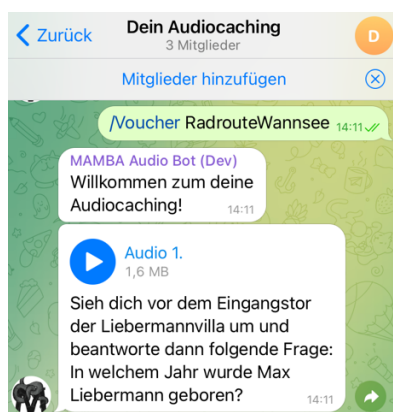 Zurück
Dein Audiocaching
3 Mitglieder
D
Mitglieder hinzufügen
/Voucher RadrouteWannsee 14:11
MAMBA Audio Bot (Dev)
Willkommen zum deine
Audiocaching! 14:11
Audio 1.
1,6 MB
Sieh dich vor dem Eingangstor
der Liebermannvilla um und
beantworte dann folgende Frage:
In welchem Jahr wurde Max
Liebermann geboren? 14:11